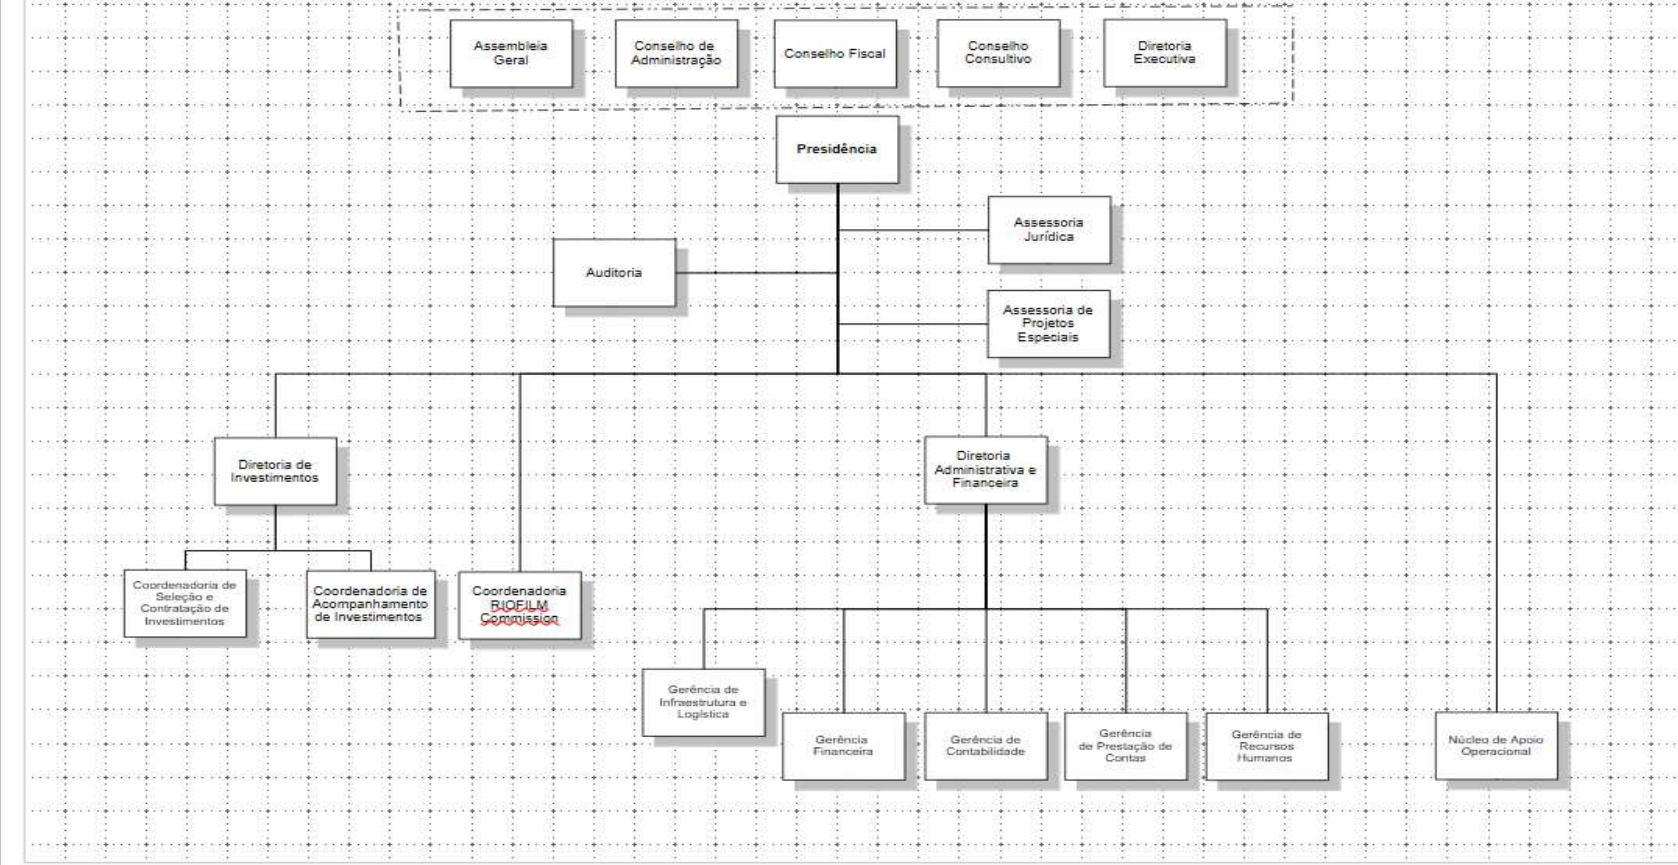 Assembleia
Geral
Conselho de
Administração
Conselho Fiscal
Conselho
Consultivo
Diretoria
Executiva
Presidência
Assessoria
Jurídica
Auditoria
Assessoria de
Projetos
Especiais
Diretoria de
Investimentos
Diretoria
Administrativa e
Financeira
Coordenadoria de
Seleção e
Contratação de
Investimentos
Coordenadoria de
Acompanhamento
de Investimentos
Coordenadoria
RIOFILM
Commission
Gerência de
Infraestrutura e
Logística
Gerência
Financeira
Gerência de
Contabilidade
Gerência
de Prestação de
Contas
Gerência de
Recursos
Humanos
Núcleo de Apoio
Operacional